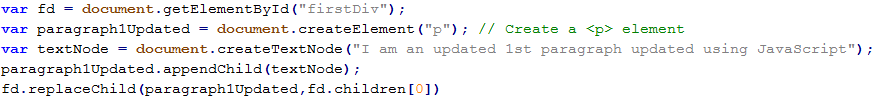 var fd = document.getElementById("firstDiv");
var paragraph1Updated = document.createElement("p"); // Create a <p> element
var textNode = document.createTextNode("I am an updated 1st paragraph updated using JavaScript");
paragraph1Updated.appendChild(textNode);
fd.replaceChild(paragraph1Updated,fd.children[0])